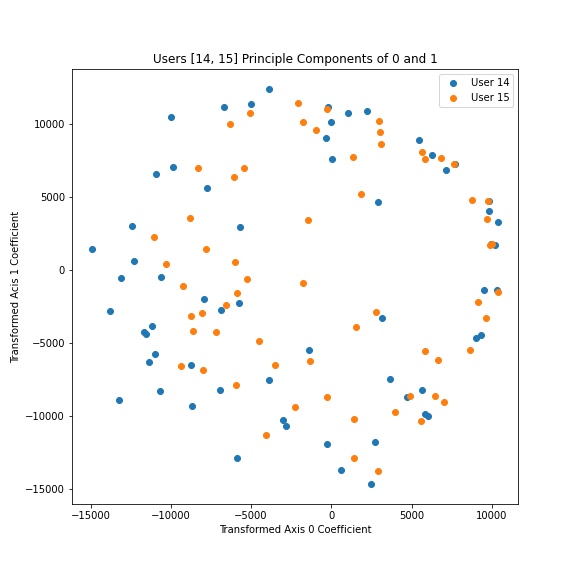 Users [14, 15] Principle Components of 0 and 1
User 14
User 15
Transformed Acis 1 Coefficient
10000
5000
0
−5000
−10000
−15000
−15000
−10000
−5000
0
5000
10000
Transformed Axis 0 Coefficient